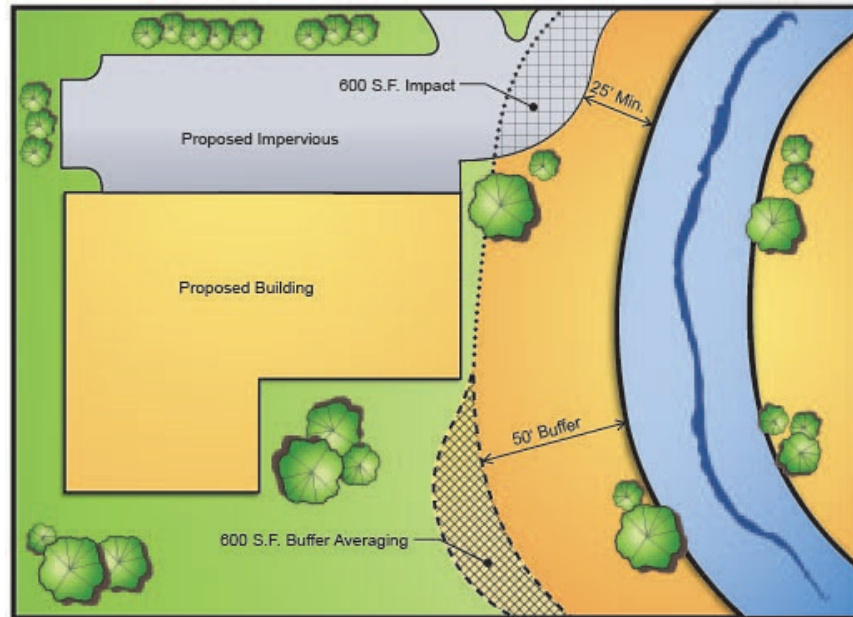 600 S.F. Impact
25' Min.
Proposed Impervious
Proposed Building
50' Buffer
600 S.F. Buffer Averaging